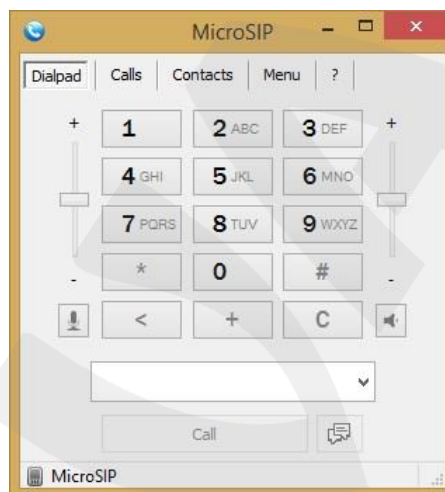 MicroSIP
Dialpad Calls Contacts Menu ?
+ 1 2 ABC 3 DEF +
4 GHI 5 JKL 6 MNO
7 PQRS 8 TUV 9 WXYZ
- * 0 # -
< + C
Call
MicroSIP